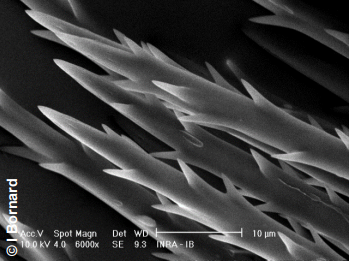 © I Bornard
Acc.V Spot Magn Det WD 10 µm
10.0 kV 4.0 6000x SE 9.3 INRA - IB